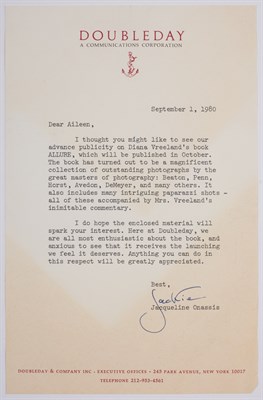 DOUBLEDAY
A COMMUNICATIONS CORPORATION
September 1, 1980
Dear Aileen,
I thought you might like to see our
advance publicity on Diana Vreeland's book
ALLURE, which will be published in October.
The book has turned out to be a magnificent
collection of outstanding photographs by the
great masters of photography: Beaton, Penn,
Horst, Avedon, DeMeyer, and many others. It
also includes many intriguing paparazzi shots -
all of these accompanied by Mrs. Vreeland's
inimitable commentary.
I do hope the enclosed material will
spark your interest. Here at Doubleday, we
are all most enthusiastic about the book, and
anxious to see that it receives the launching
we feel it deserves. Anything you can do in
this respect will be greatly appreciated.
Best,
Jackie
Jacqueline Onassis
DOUBLEDAY & COMPANY INC · EXECUTIVE OFFICES · 245 PARK AVENUE, NEW YORK 10017
TELEPHONE 212-953-4561